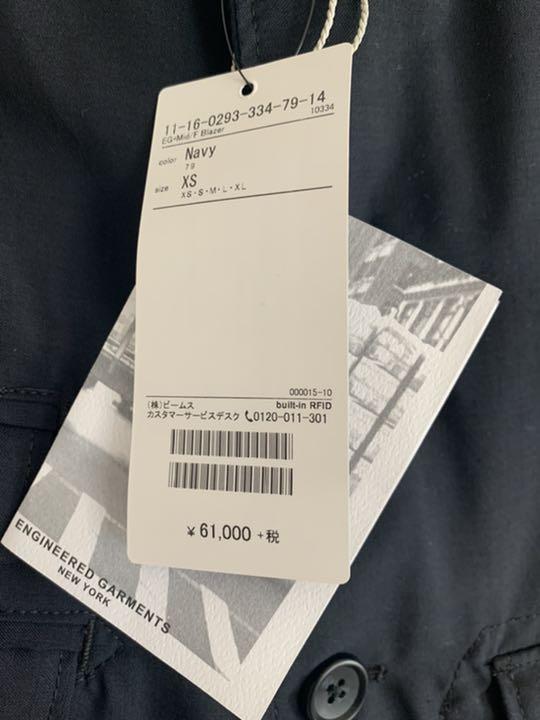 11-16-0293-334-79-14
EG*Mid/F Blazer 10334
color Navy
79
size XS
XS・S・M・L・XL
000015-10
(株)ビームス built-in RFID
カスタマーサービスデスク 0120-011-301
¥61,000 +税
ENGINEERED GARMENTS
NEW YORK